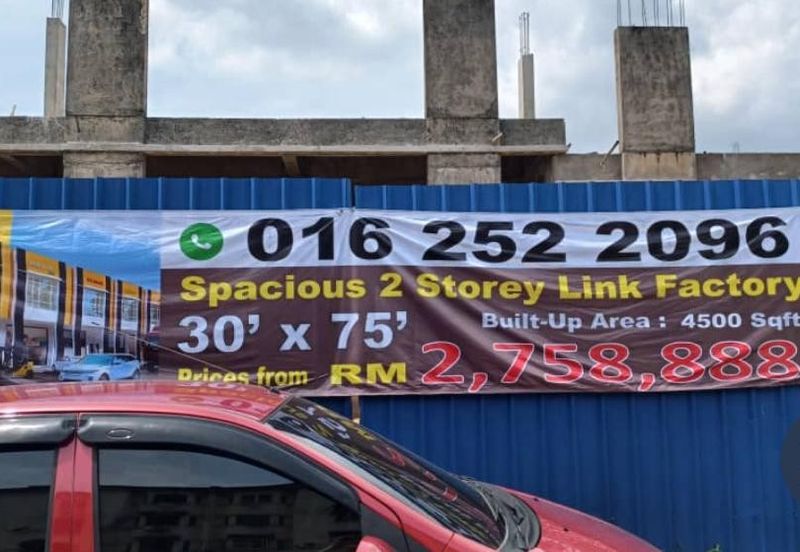 016 252 2096
Spacious 2 Storey Link Factory
30' x 75'
Built-Up Area : 4500 Sqft
Prices from RM 2,758,888